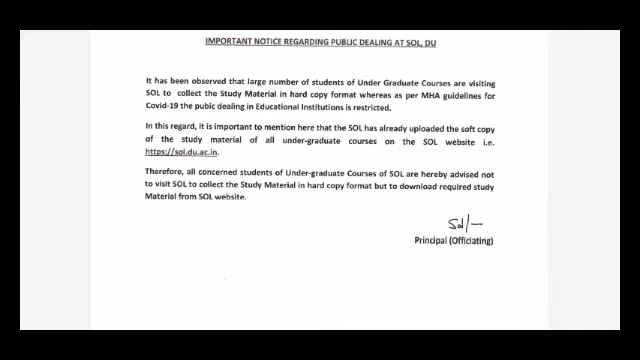 IMPORTANT NOTICE REGARDING PUBLIC DEALING AT SOL, DU
It has been observed that large number of students of Under Graduate Courses are visiting
SOL to collect the Study Material in hard copy format whereas as per MHA guidelines for
Covid-19 the public dealing in Educational Institutions is restricted.
In this regard, it is important to mention here that the SOL has already uploaded the soft copy
of the study material of all under-graduate courses on the SOL website i.e.
https://sol.du.ac.in.
Therefore, all concerned students of Under-graduate Courses of SOL are hereby advised not
to visit SOL to collect the Study Material in hard copy format but to download required study
Material from SOL website.
Sd/-
Principal (Officiating)